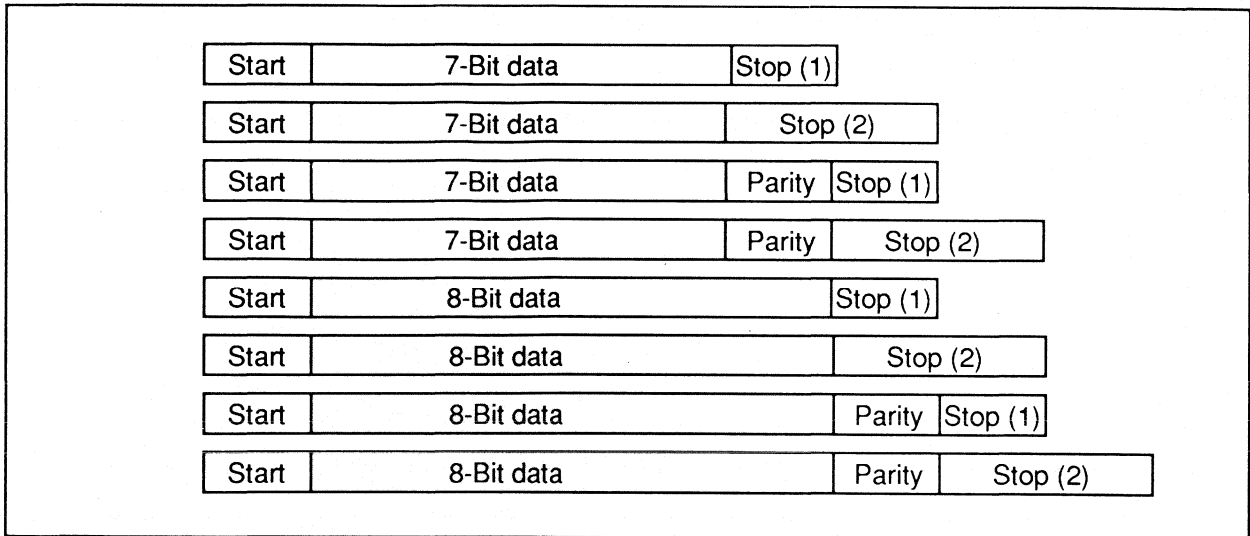 Start 7-Bit data Stop (1)
Start 7-Bit data Stop (2)
Start 7-Bit data Parity Stop (1)
Start 7-Bit data Parity Stop (2)
Start 8-Bit data Stop (1)
Start 8-Bit data Stop (2)
Start 8-Bit data Parity Stop (1)
Start 8-Bit data Parity Stop (2)